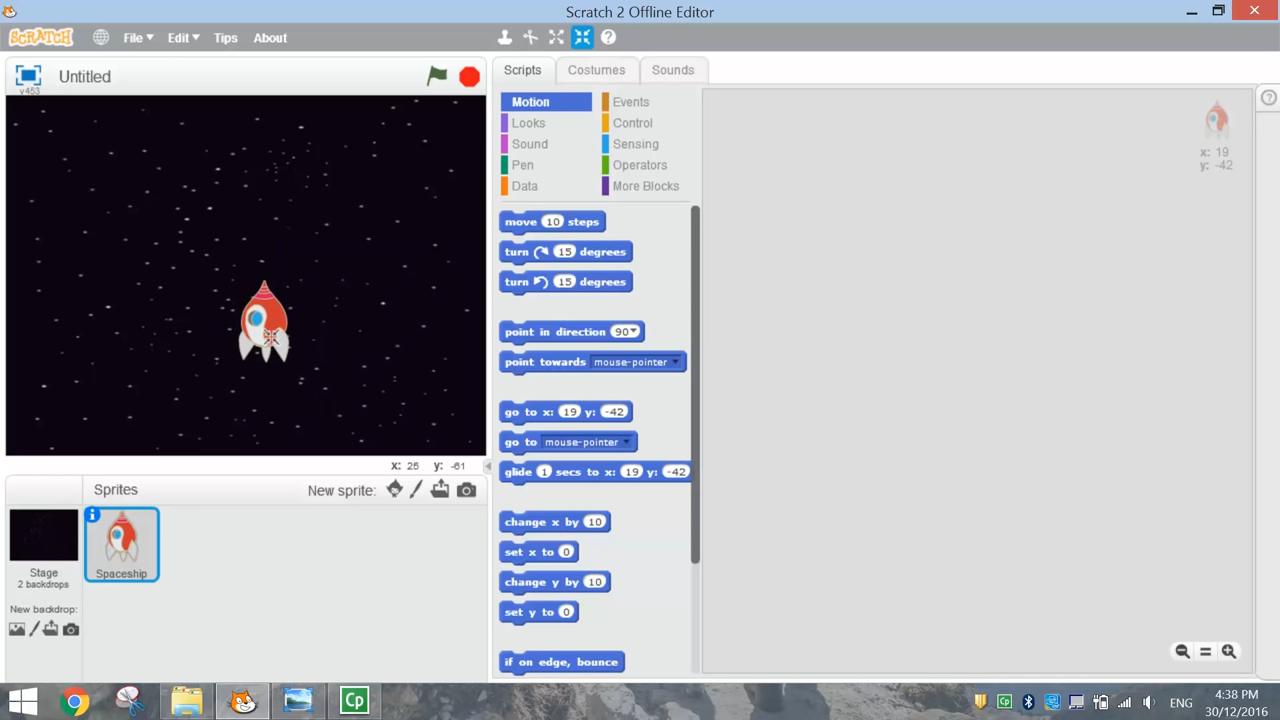 Scratch 2 Offline Editor
SCRATCH File Edit Tips About
Untitled
v453
Scripts Costumes Sounds
Motion Events
Looks Control
Sound Sensing
Pen Operators
Data More Blocks
move 10 steps
turn 15 degrees
turn 15 degrees
point in direction 90
point towards mouse-pointer
go to x: 19 y: -42
go to mouse-pointer
glide 1 secs to x: 19 y: -42
change x by 10
set x to 0
change y by 10
set y to 0
if on edge, bounce
x: 19
y: -42
x: 25 y: -61
Sprites New sprite:
Stage
2 backdrops
New backdrop:
Spaceship
Cp
Cp
ENG
4:38 PM
30/12/2016